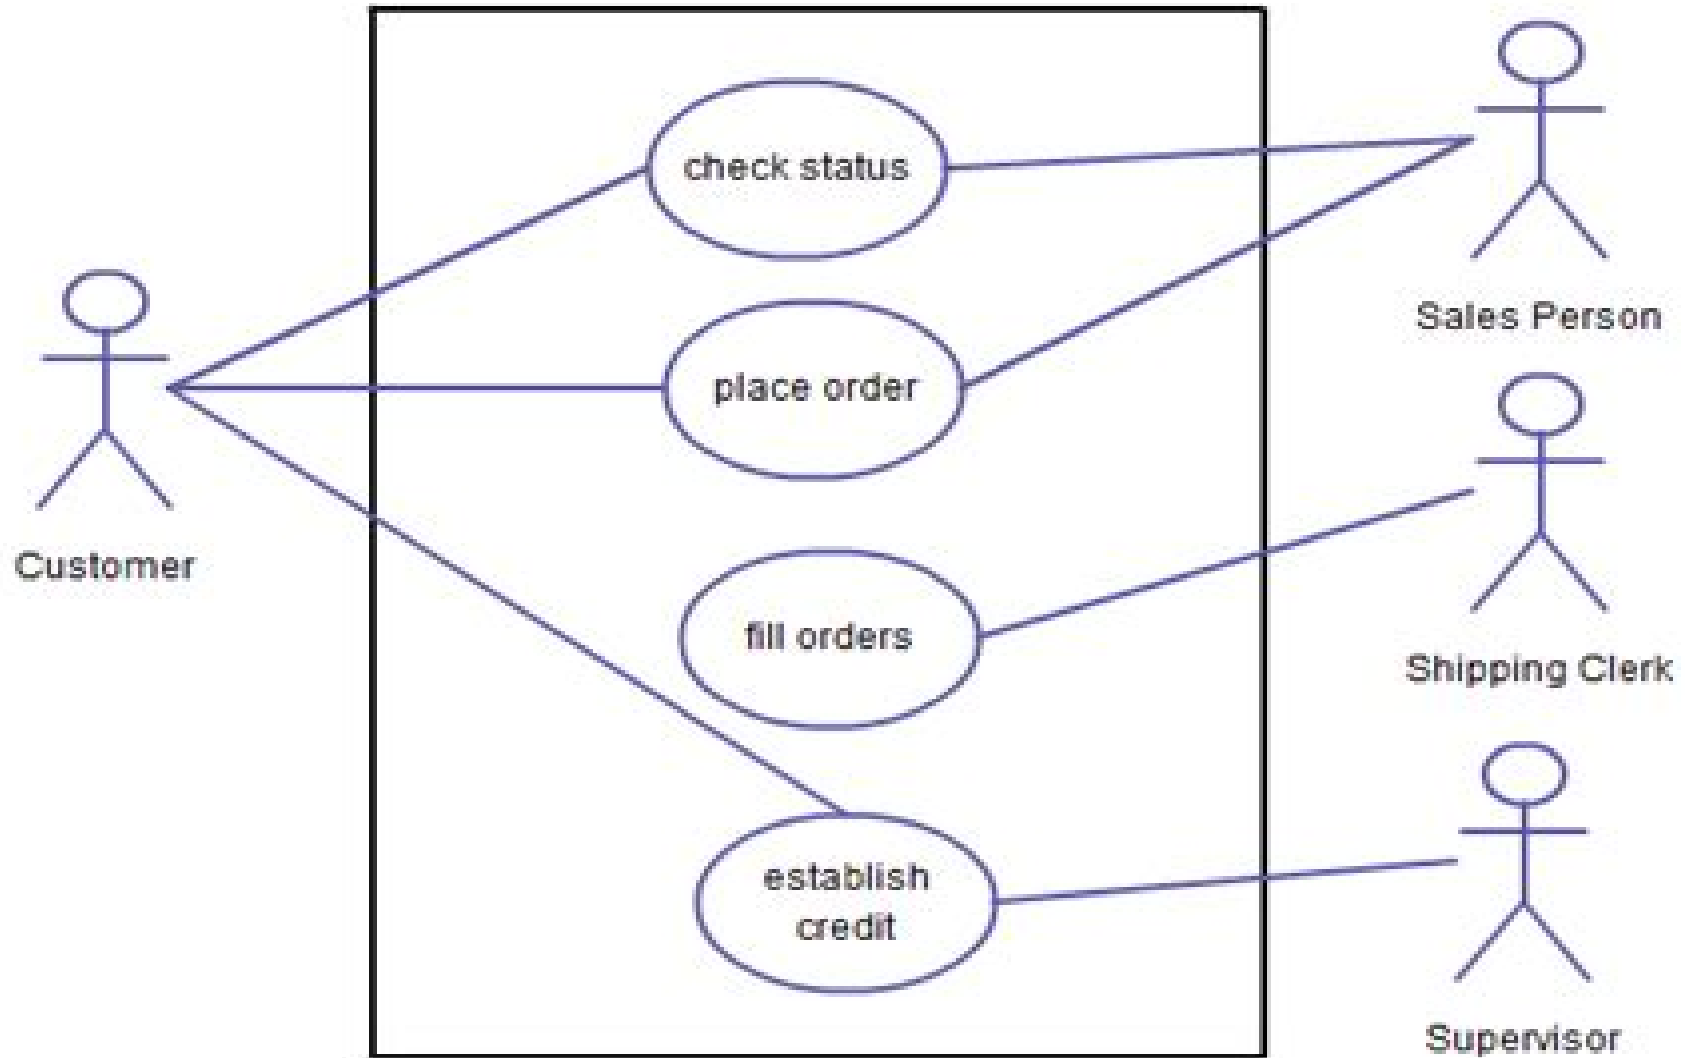 check status
Sales Person
place order
Customer
fill orders
Shipping Clerk
establish
credit
Supervisor